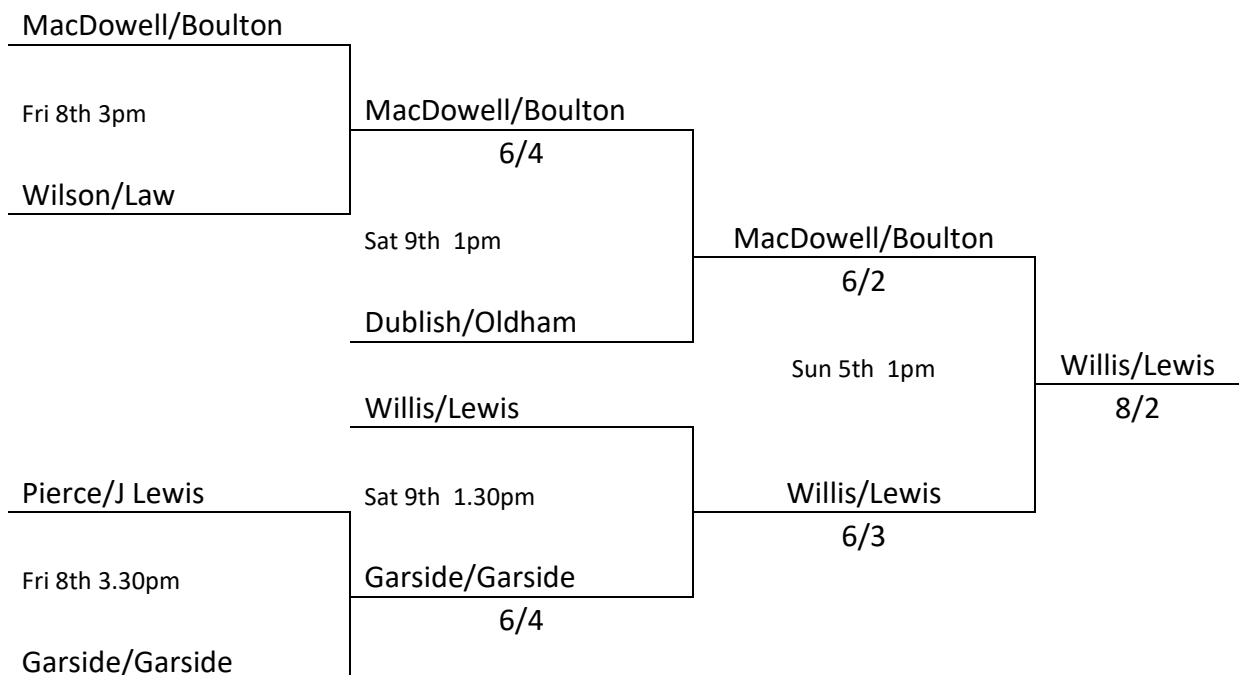 MacDowell/Boulton
Fri 8th 3pm
MacDowell/Boulton
6/4
Wilson/Law
Sat 9th  1pm
MacDowell/Boulton
6/2
Dublish/Oldham
Sun 5th  1pm
Willis/Lewis
8/2
Willis/Lewis
Pierce/J Lewis
Sat 9th  1.30pm
Willis/Lewis
6/3
Fri 8th 3.30pm
Garside/Garside
6/4
Garside/Garside